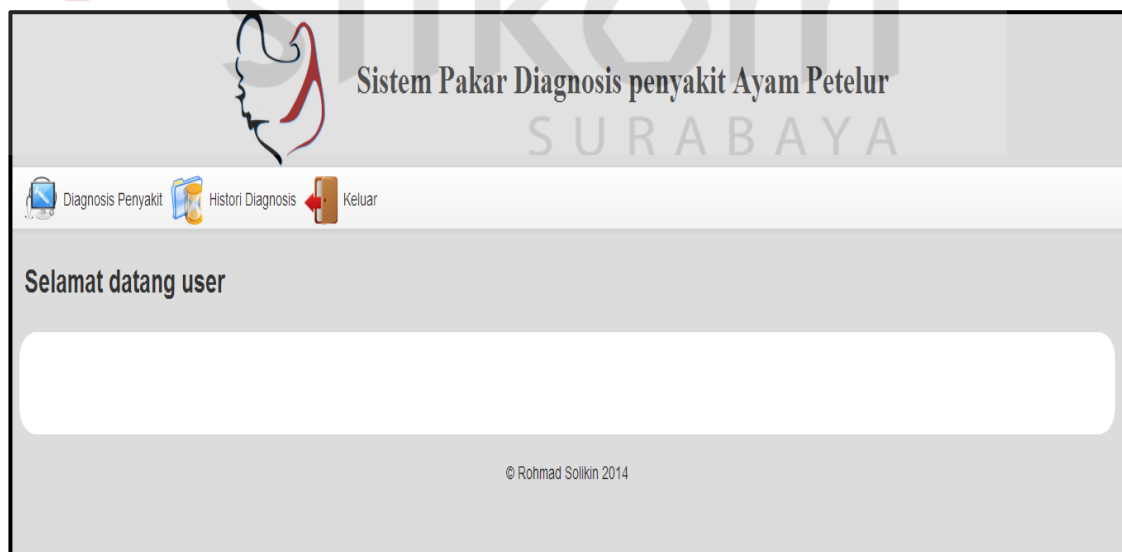 Sistem Pakar Diagnosis penyakit Ayam Petelur
SURABAYA
Diagnosis Penyakit Histori Diagnosis Keluar
Selamat datang user
© Rohmad Solikin 2014